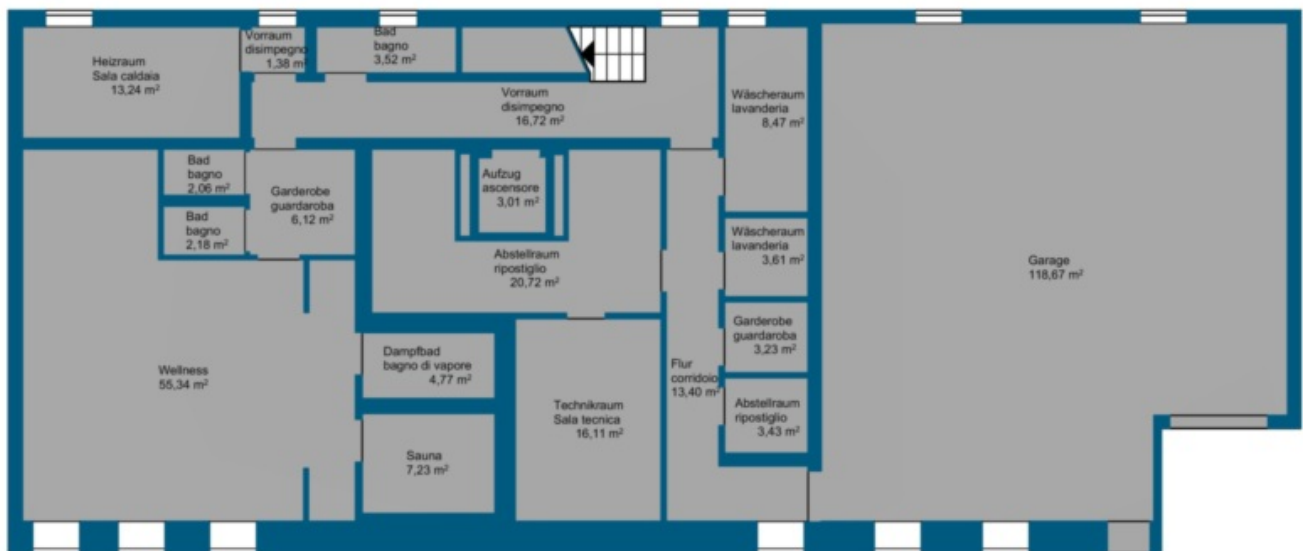 Heizraum
Sala caldaia
13,24 m²
Vorraum
disimpegno
1,38 m²
Bad
bagno
3,52 m²
Vorraum
disimpegno
16,72 m²
Wäscheraum
lavanderia
8,47 m²
Bad
bagno
2,06 m²
Bad
bagno
2,18 m²
Garderobe
guardaroba
6,12 m²
Aufzug
ascensore
3,01 m²
Abstellraum
ripostiglio
20,72 m²
Wäscheraum
lavanderia
3,61 m²
Garage
118,67 m²
Wellness
55,34 m²
Dampfbad
bagno di vapore
4,77 m²
Sauna
7,23 m²
Technikraum
Sala tecnica
16,11 m²
Flur
corridoio
13,40 m²
Garderobe
guardaroba
3,23 m²
Abstellraum
ripostiglio
3,43 m²